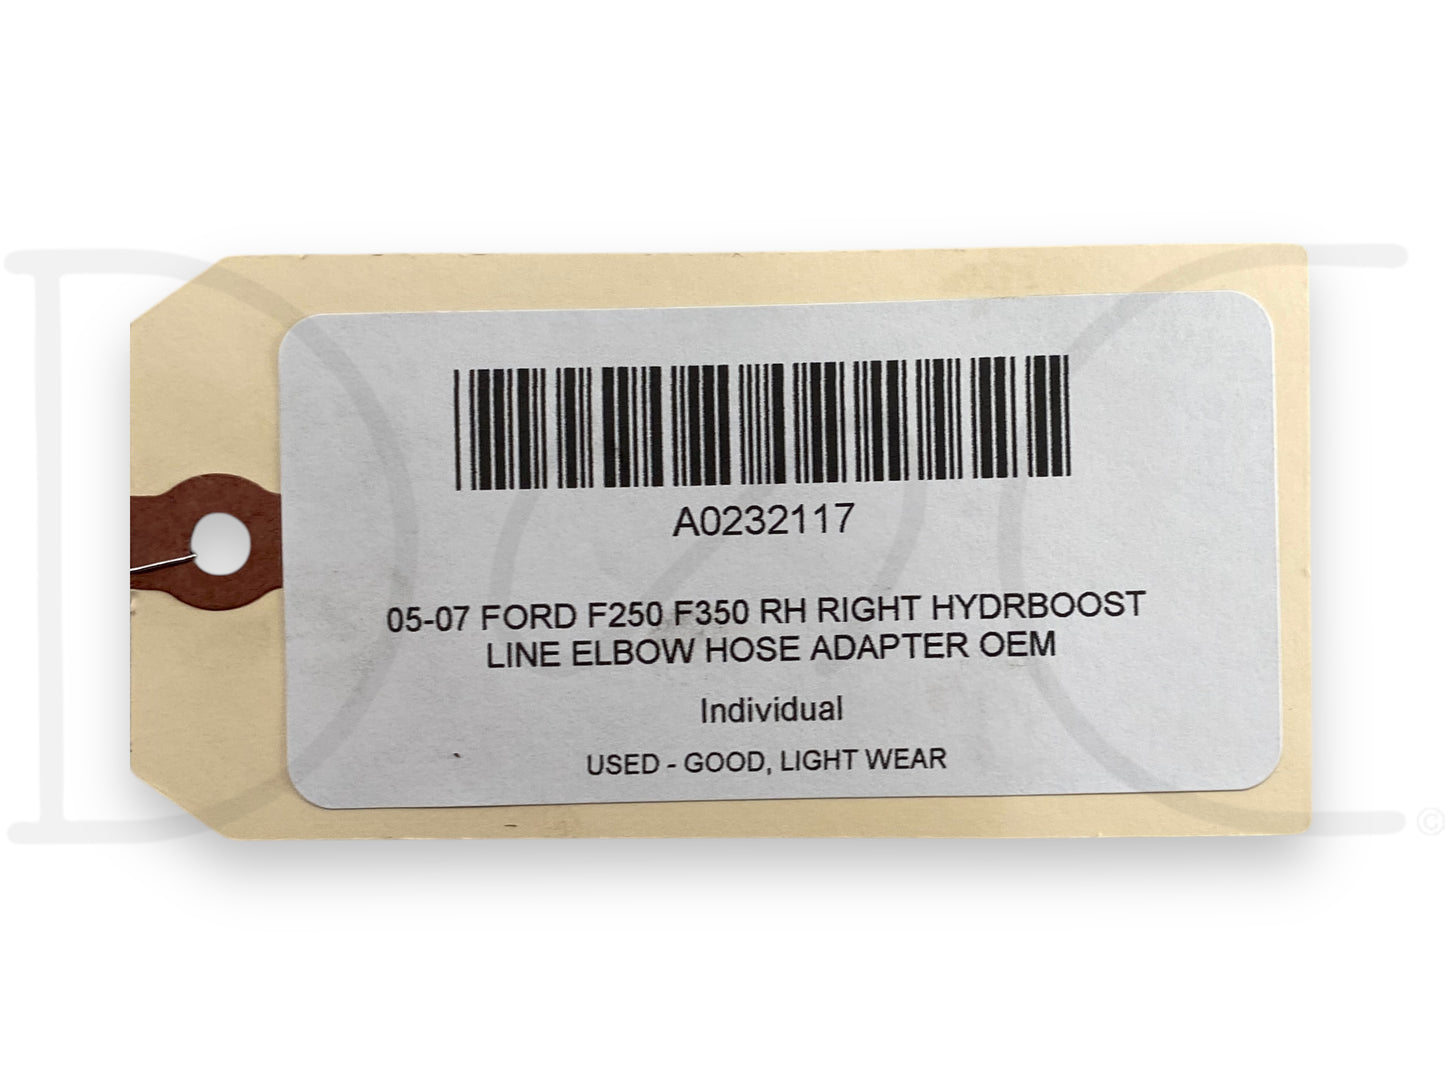 A0232117
05-07 FORD F250 F350 RH RIGHT HYDRBOOST
LINE ELBOW HOSE ADAPTER OEM
Individual
USED - GOOD, LIGHT WEAR
©